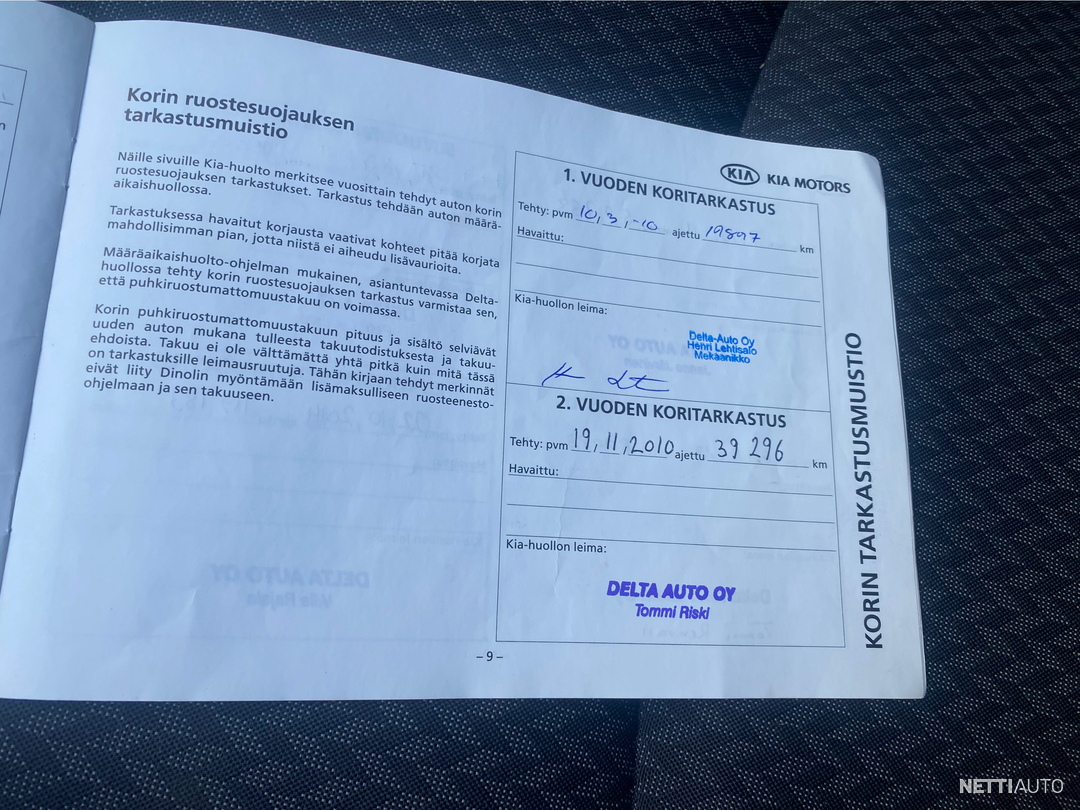 Korin ruostesuojauksen
tarkastusmuistio
Näille sivuille Kia-huolto merkitsee vuosittain tehdyt auton korin
ruostesuojauksen tarkastukset. Tarkastus tehdään auton määrä-
aikaishuollossa.
Tarkastuksessa havaitut korjausta vaativat kohteet pitää korjata
mahdollisimman pian, jotta niistä ei aiheudu lisävaurioita.
Määräaikaishuolto-ohjelman mukainen, asiantuntevassa Delta-
huollossa tehty korin ruostesuojauksen tarkastus varmistaa sen,
että puhkiruostumattomuustakuu on voimassa.
Korin puhkiruostumattomuustakuun pituus ja sisältö selviävät
uuden auton mukana tulleesta takuutodistuksesta ja takuu-
ehdoista. Takuu ei ole välttämättä yhtä pitkä kuin mitä tässä
on tarkastuksille leimausruutuja. Tähän kirjaan tehdyt merkinnät
eivät liity Dinolin myöntämään lisämaksulliseen ruosteenesto-
ohjelmaan ja sen takuuseen.
KIA KIA MOTORS
1. VUODEN KORITARKASTUS
Tehty: pvm 10,3,-10 ajettu 19897 km
Havaittu:
Kia-huollon leima:
Delta-Auto Oy
Henri Lehtisalo
Mekaanikko
2. VUODEN KORITARKASTUS
Tehty: pvm 19,11,2010 ajettu 39 296 km
Havaittu:
Kia-huollon leima:
DELTA AUTO OY
Tommi Riski
KORIN TARKASTUSMUISTIO
– 9 –
NETTIAUTO